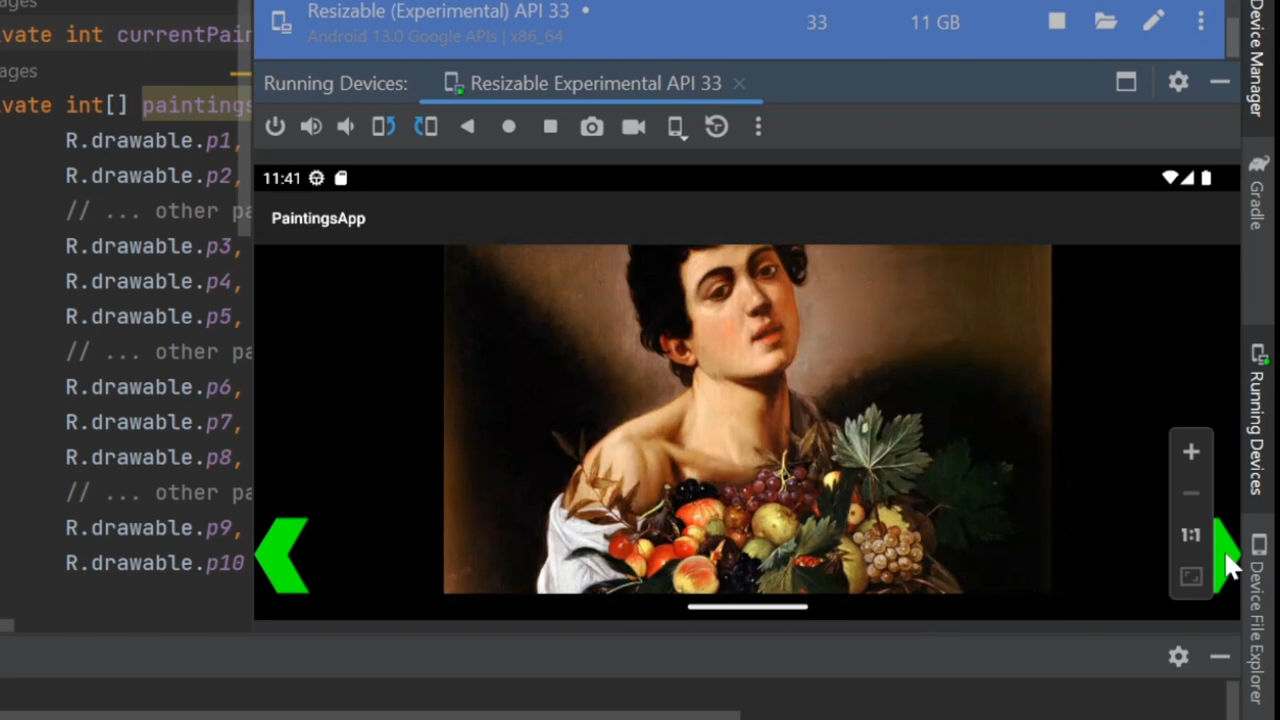 ages
vate int currentPain
ages
vate int[] paintings
R.drawable.p1,
R.drawable.p2,
// ... other pa
R.drawable.p3,
R.drawable.p4,
R.drawable.p5,
// ... other pa
R.drawable.p6,
R.drawable.p7,
R.drawable.p8,
// ... other pa
R.drawable.p9,
R.drawable.p10
Resizable (Experimental) API 33 •
Android 13.0 Google APIs | x86_64
33
11 GB
Running Devices:
Resizable Experimental API 33
11:41
PaintingsApp
1:1
Device Manager
Gradle
Running Devices
Device File Explorer